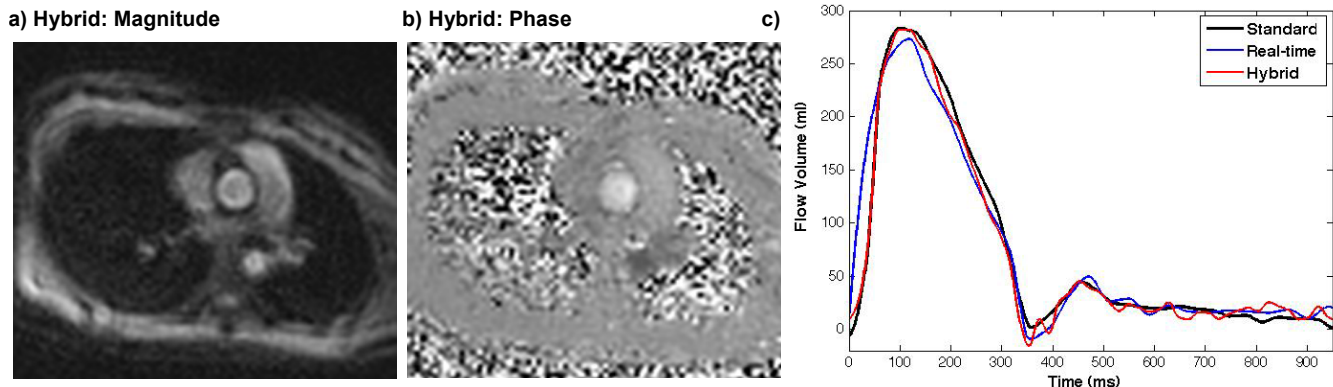 a) Hybrid: Magnitude
b) Hybrid: Phase
c)
Standard
Real-time
Hybrid
Flow Volume (ml)
300
250
200
150
100
50
0
0 100 200 300 400 500 600 700 800 900
Time (ms)